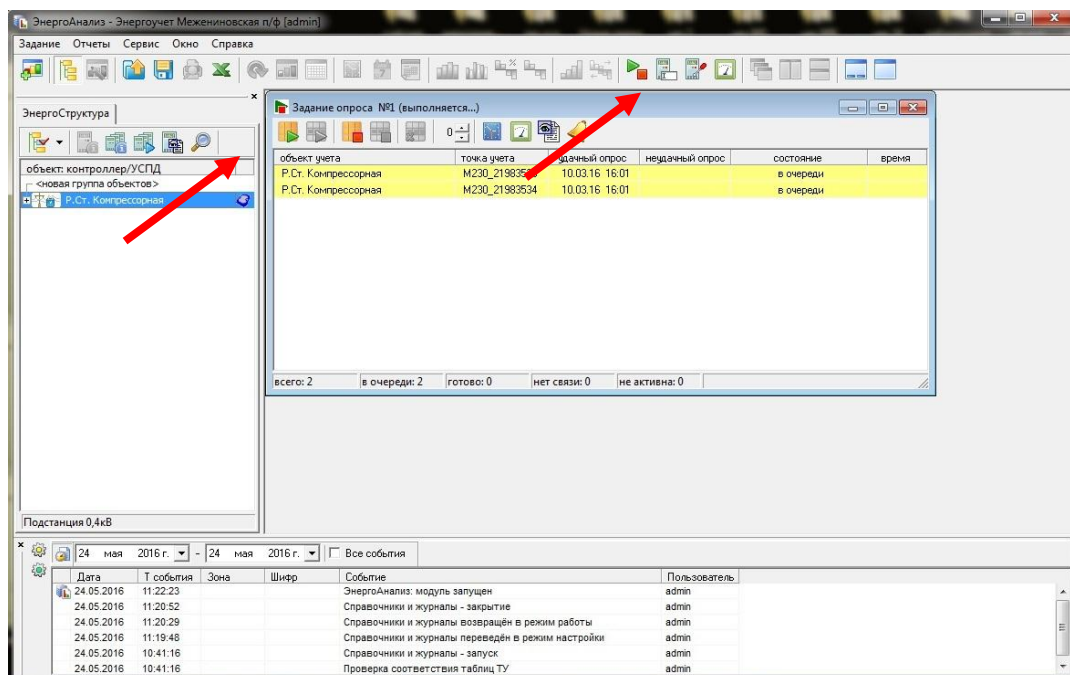 ЭнергоАнализ - Энергоучет Межениновская п/ф [admin]
Задание Отчеты Сервис Окно Справка
ЭнергоСтруктура
объект: контроллер/УСПД
<новая группа объектов>
Р.Ст. Компрессорная
Подстанция 0,4кВ
Задание опроса №1 (выполняется...)
0
объект учета точка учета удачный опрос неудачный опрос состояние время
Р.Ст. Компрессорная 10.03.16 16:01 в очереди
Р.Ст. Компрессорная М230_21983534 10.03.16 16:01 в очереди
всего: 2 в очереди: 2 готово: 0 нет связи: 0 не активна: 0
24 мая 2016 г. - 24 мая 2016 г. Все события
Дата Т события Зона Шифр Событие Пользователь
24.05.2016 11:22:23 ЭнергоАнализ: модуль запущен admin
24.05.2016 11:20:52 Справочники и журналы - закрытие admin
24.05.2016 11:20:29 Справочники и журналы возвращён в режим работы admin
24.05.2016 11:19:48 Справочники и журналы переведён в режим настройки admin
24.05.2016 10:41:16 Справочники и журналы - запуск admin
24.05.2016 10:41:16 Проверка соответствия таблиц ТУ admin